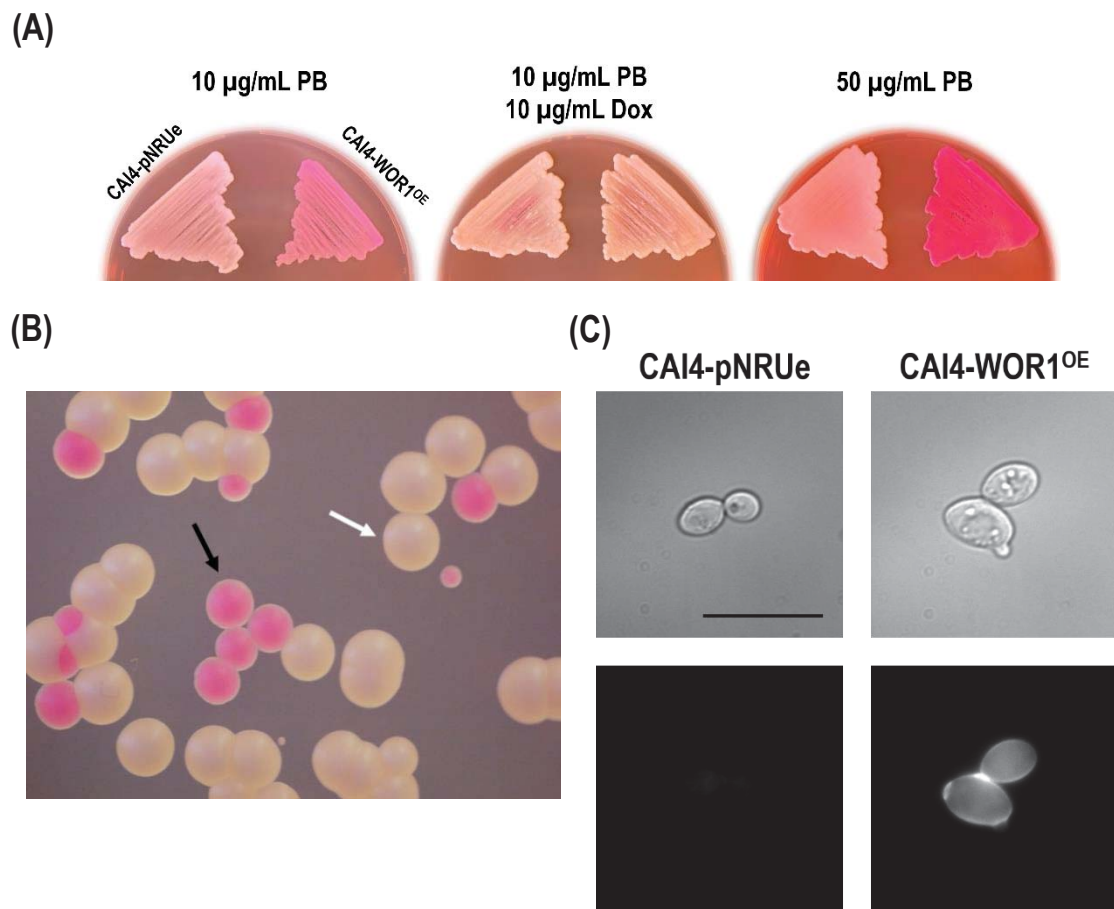 (A)
10 µg/mL PB
10 µg/mL PB
10 µg/mL Dox
50 µg/mL PB
CAI4-pNRUe
CAI4-WOR1ᴼᴱ
(B)
(C)
CAI4-pNRUe
CAI4-WOR1ᴼᴱ